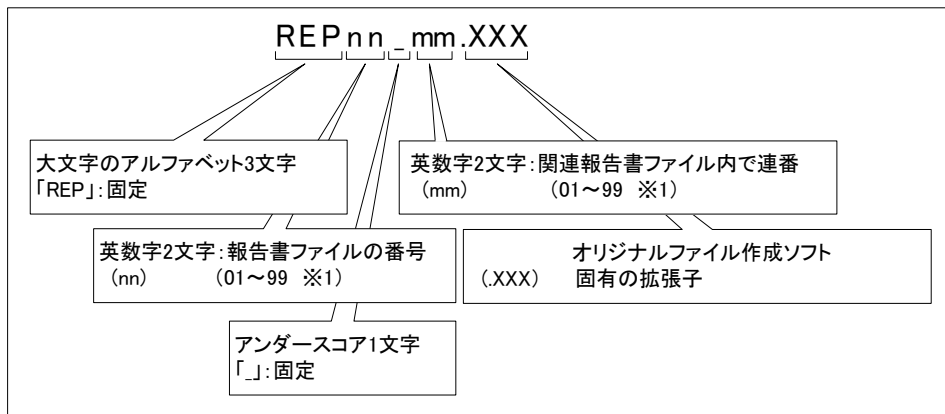 REPnn_mm.XXX
大文字のアルファベット3文字
「REP」:固定
英数字2文字:関連報告書ファイル内で連番
(mm) (01～99 ※1)
英数字2文字:報告書ファイルの番号
(nn) (01～99 ※1)
オリジナルファイル作成ソフト
(.XXX) 固有の拡張子
アンダースコア1文字
「_」:固定